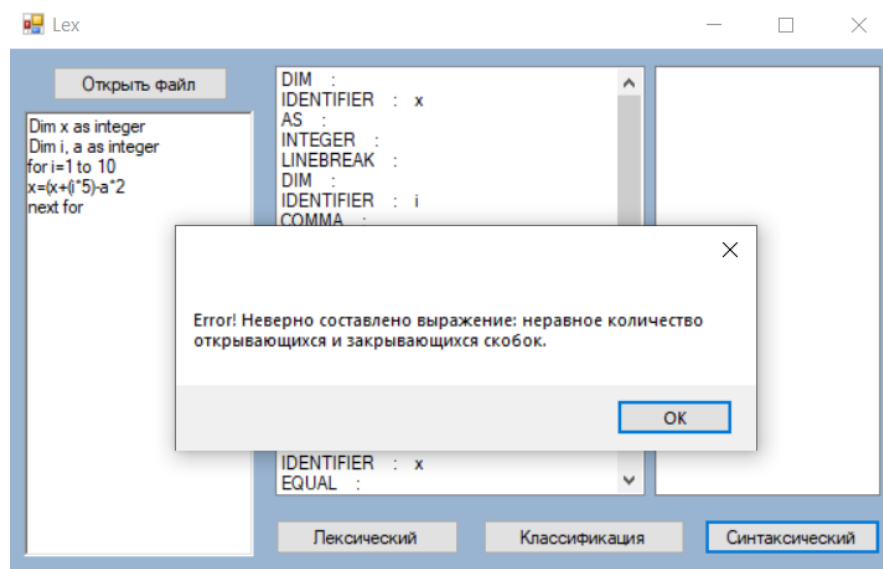 Lex
Открыть файл
Dim x as integer
Dim i, a as integer
for i=1 to 10
x=(x+(i*5)-a*2
next for
DIM :
IDENTIFIER : x
AS :
INTEGER :
LINEBREAK :
DIM :
IDENTIFIER : i
COMMA :
Error! Неверно составлено выражение: неравное количество
открывающихся и закрывающихся скобок.
OK
IDENTIFIER : x
EQUAL :
Лексический
Классификация
Синтаксический